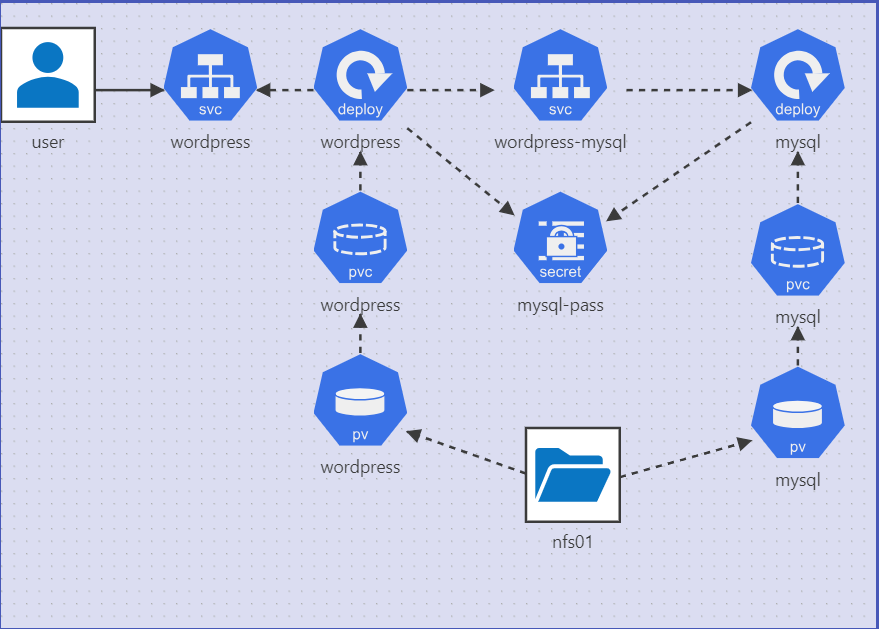 svc
deploy
svc
deploy
user
wordpress
wordpress
wordpress-mysql
mysql
pvc
secret
pvc
wordpress
mysql-pass
mysql
pv
pv
wordpress
mysql
nfs01